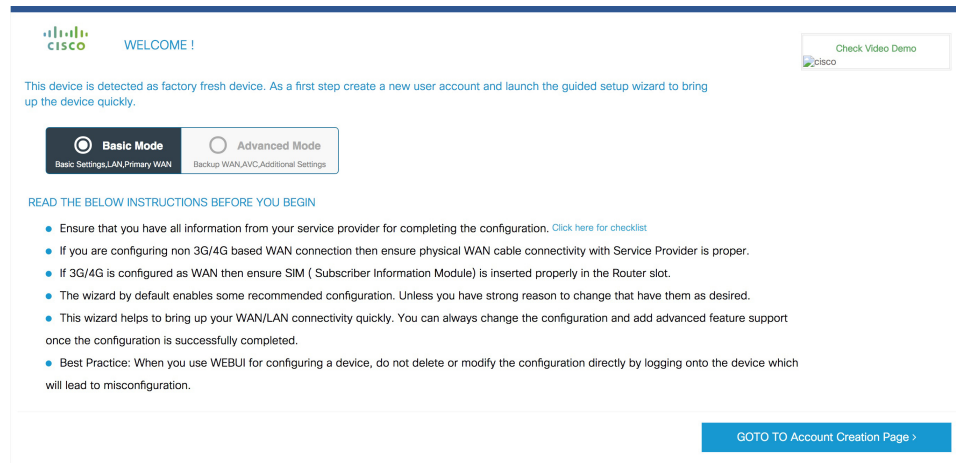 CISCO
WELCOME !
Check Video Demo
cisco
This device is detected as factory fresh device. As a first step create a new user account and launch the guided setup wizard to bring
up the device quickly.
Basic Mode
Basic Settings,LAN,Primary WAN
Advanced Mode
Backup WAN,AVC,Additional Settings
READ THE BELOW INSTRUCTIONS BEFORE YOU BEGIN
Ensure that you have all information from your service provider for completing the configuration. Click here for checklist
If you are configuring non 3G/4G based WAN connection then ensure physical WAN cable connectivity with Service Provider is proper.
If 3G/4G is configured as WAN then ensure SIM ( Subscriber Information Module) is inserted properly in the Router slot.
The wizard by default enables some recommended configuration. Unless you have strong reason to change that have them as desired.
This wizard helps to bring up your WAN/LAN connectivity quickly. You can always change the configuration and add advanced feature support
once the configuration is successfully completed.
Best Practice: When you use WEBUI for configuring a device, do not delete or modify the configuration directly by logging onto the device which
will lead to misconfiguration.
GOTO TO Account Creation Page >